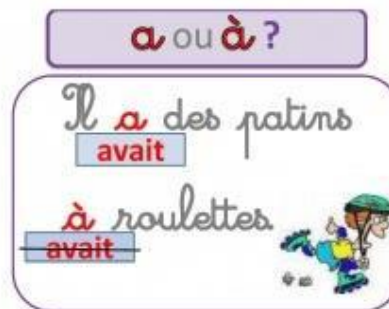 a ou à ?
Il a des patins
avait
à roulettes
avait